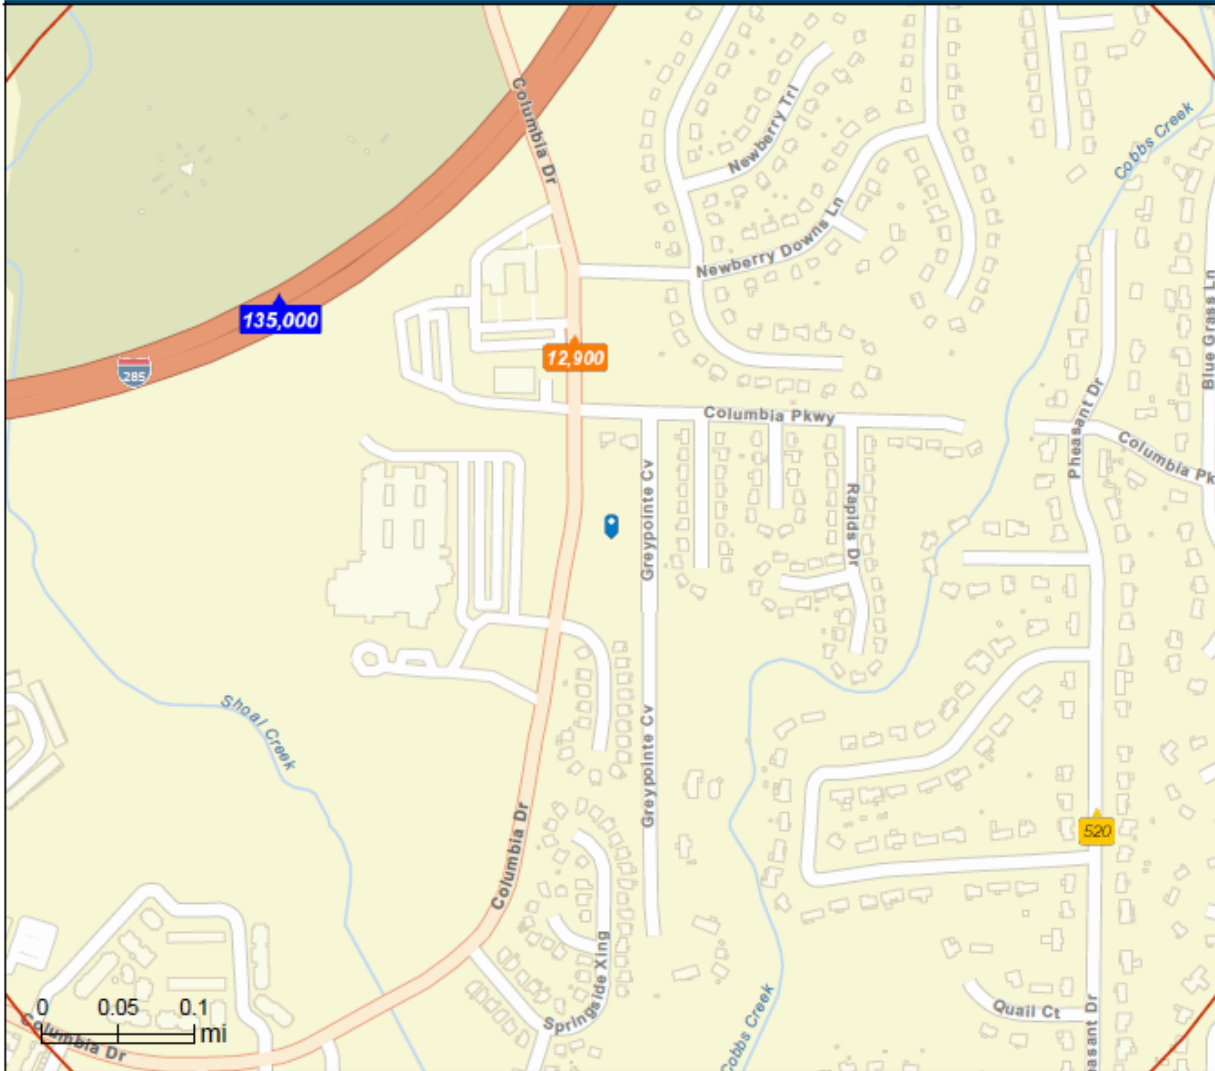 Columbia Dr
Newberry Trl
Cobbs Creek
Newberry Downs Ln
135,000
285
12,900
Blue Grass Ln
Columbia Pkwy
Pheasant Dr
Columbia Pk
Greypointe Cv
Rapids Dr
Shoal Creek
Greypointe Cv
Columbia Dr
520
Springside Xing
Quail Ct
easant Dr
Cobbs Creek
0 0.05 0.1
mi
Columbia Dr